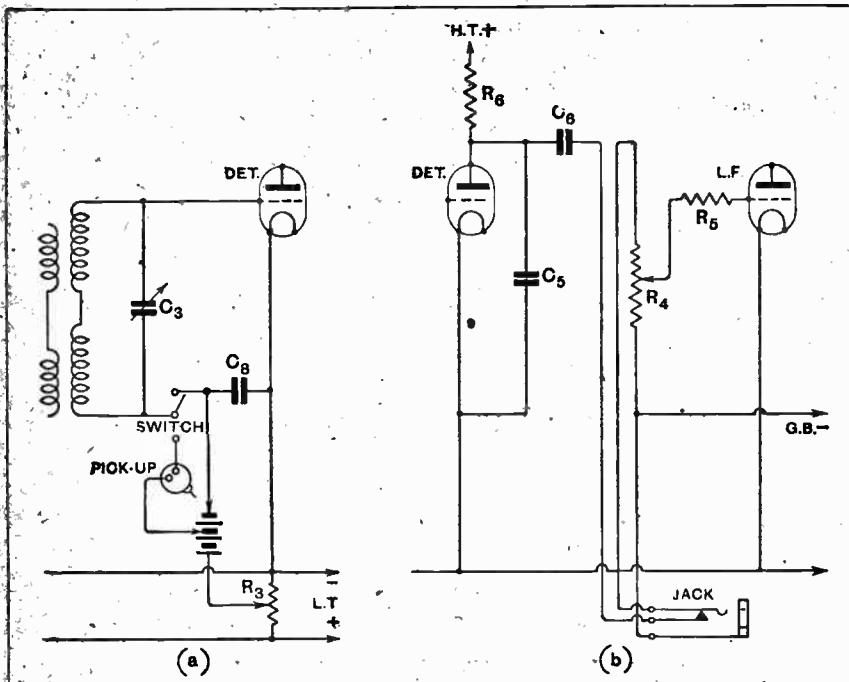 H.T.+
R6
C6
DET.
DET.
L.F.
R5
C3
C5
R4
C8
SWITCH
G.B.-
PICK-UP
R3
-
L.T
+
JACK
(a)
(b)